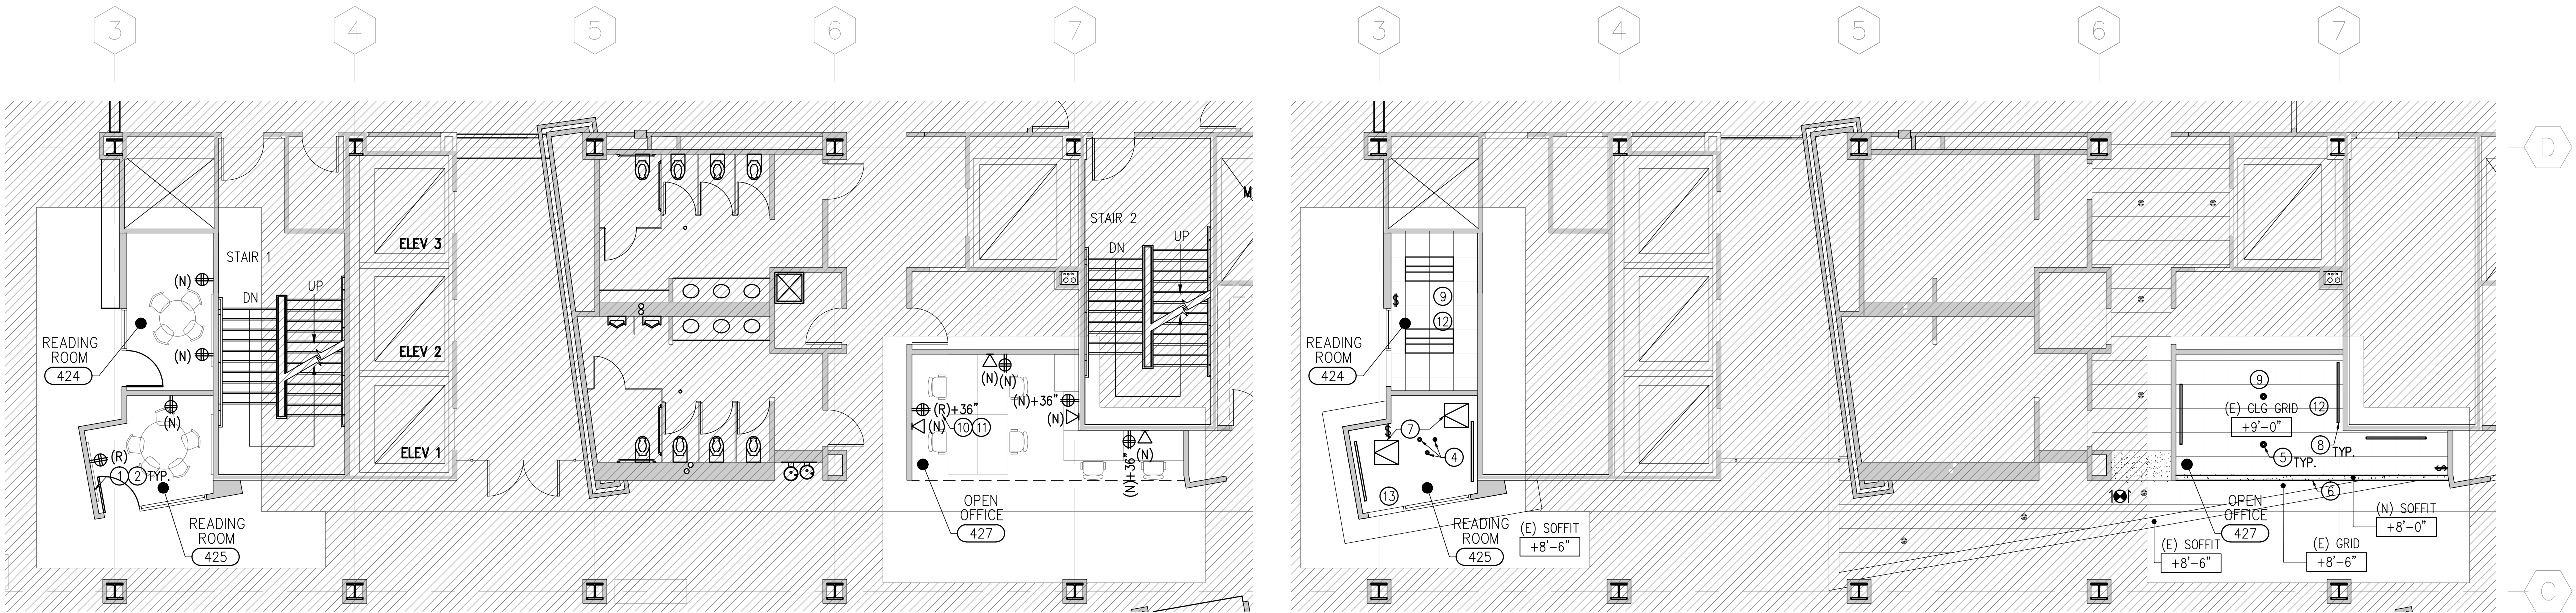 3
4
5
6
7
3
4
5
6
7
D
C
M
STAIR 1
DN
UP
ELEV 3
ELEV 2
ELEV 1
(N)
(N)
READING
ROOM
424
(N)
(R)
1
2
TYP.
READING
ROOM
425
STAIR 2
DN
UP
(N)
(N)
(R)+36"
(N)
10
11
(N)+36"
(N)
(N)
(N)+36"
OPEN
OFFICE
427
9
12
$
READING
ROOM
424
7
$
4
13
READING
ROOM
425
(E) SOFFIT
+8'-6"
9
(E) CLG GRID
+9'-0"
12
8
TYP.
5
TYP.
$
6
OPEN
OFFICE
427
(N) SOFFIT
+8'-0"
(E) SOFFIT
+8'-6"
(E) GRID
+8'-6"